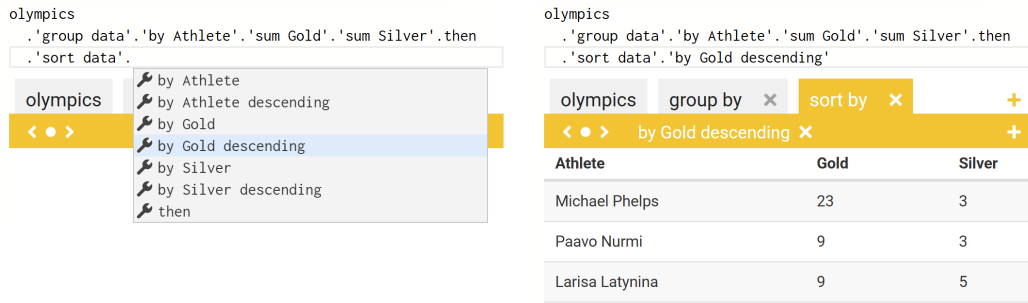 olympics
.'group data'.'by Athlete'.'sum Gold'.'sum Silver'.then
.'sort data'.
by Athlete
by Athlete descending
by Gold
by Gold descending
by Silver
by Silver descending
then
olympics
olympics
.'group data'.'by Athlete'.'sum Gold'.'sum Silver'.then
.'sort data'.'by Gold descending'
olympics group by × sort by × +
by Gold descending × +
Athlete Gold Silver
Michael Phelps 23 3
Paavo Nurmi 9 3
Larisa Latynina 9 5